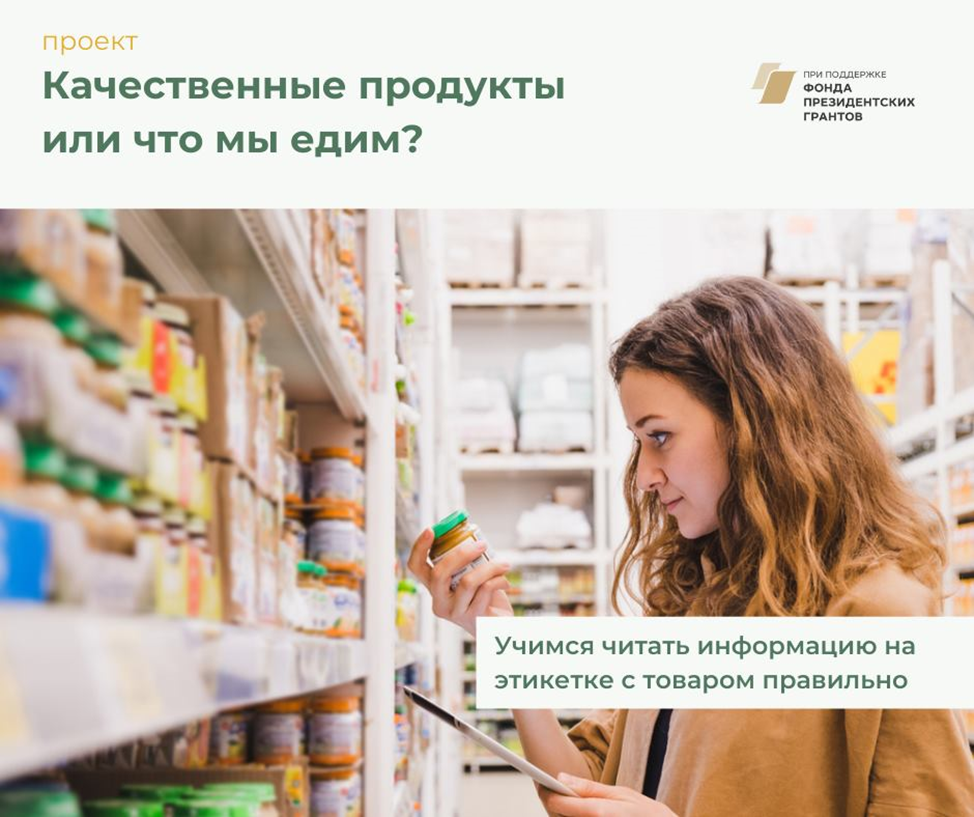 проект
Качественные продукты
или что мы едим?
ПРИ ПОДДЕРЖКЕ
ФОНДА
ПРЕЗИДЕНТСКИХ
ГРАНТОВ
Учимся читать информацию на
этикетке с товаром правильно